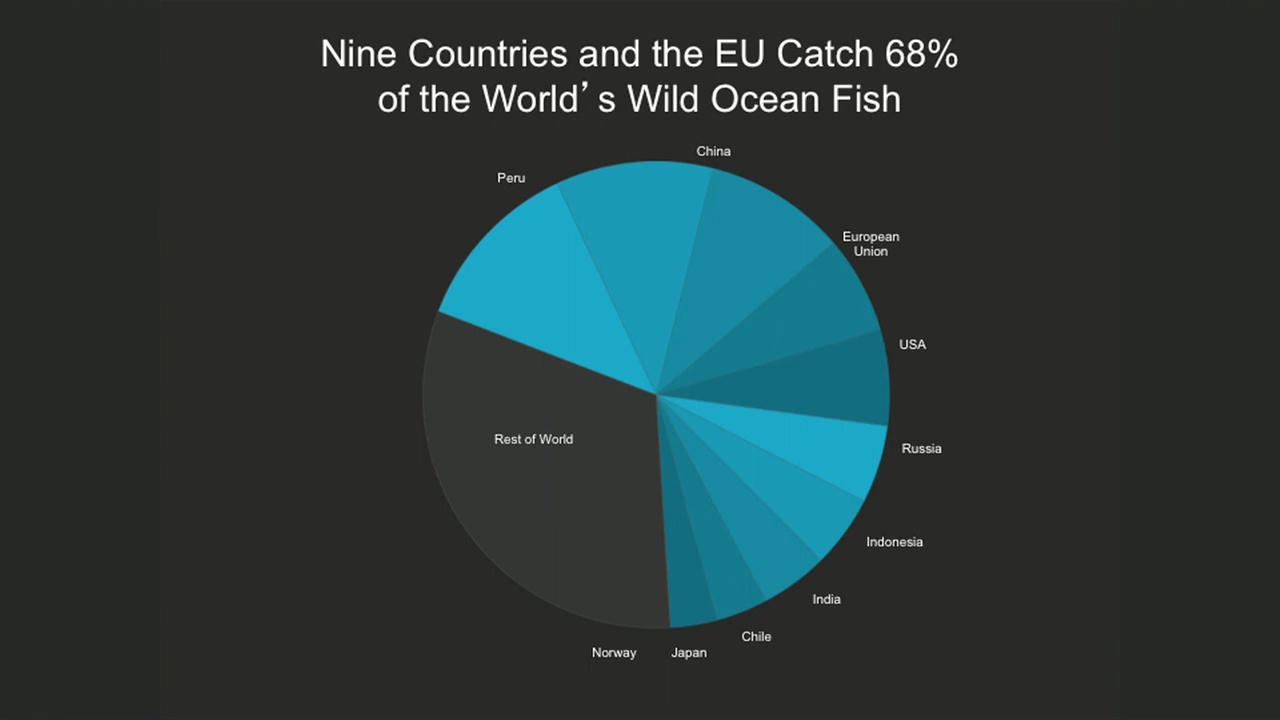 Nine Countries and the EU Catch 68%
of the World’s Wild Ocean Fish
China
Peru
European
Union
USA
Rest of World
Russia
Indonesia
India
Chile
Norway
Japan